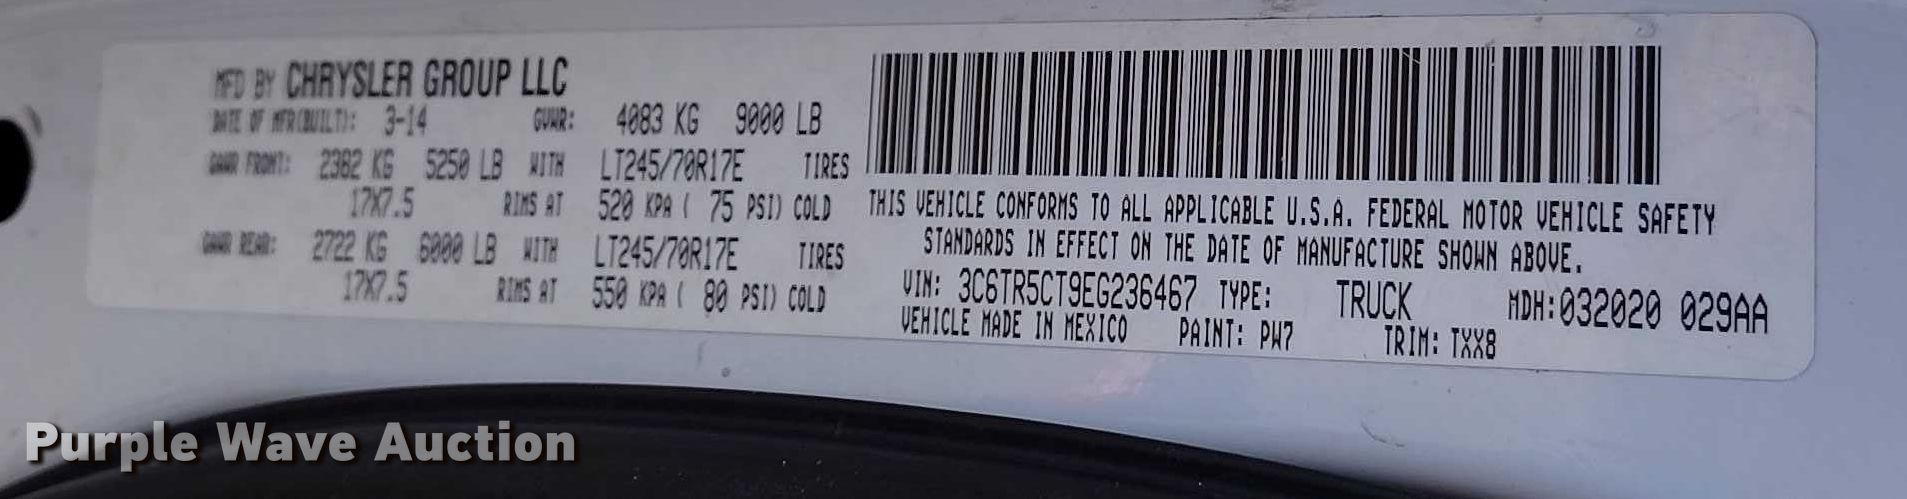 MFD BY CHRYSLER GROUP LLC
DATE OF MFR(BUILT): 3-14 GVWR: 4083 KG 9000 LB
GAWR FRONT: 2382 KG 5250 LB WITH LT245/70R17E TIRES
17X7.5 RIMS AT 520 KPA ( 75 PSI) COLD
GAWR REAR: 2722 KG 6000 LB WITH LT245/70R17E TIRES
17X7.5 RIMS AT 550 KPA ( 80 PSI) COLD
THIS VEHICLE CONFORMS TO ALL APPLICABLE U.S.A. FEDERAL MOTOR VEHICLE SAFETY
STANDARDS IN EFFECT ON THE DATE OF MANUFACTURE SHOWN ABOVE.
VIN: 3C6TR5CT9EG236467 TYPE: TRUCK MDH:032020 029AA
VEHICLE MADE IN MEXICO PAINT: PW7 TRIM: TXX8
Purple Wave Auction